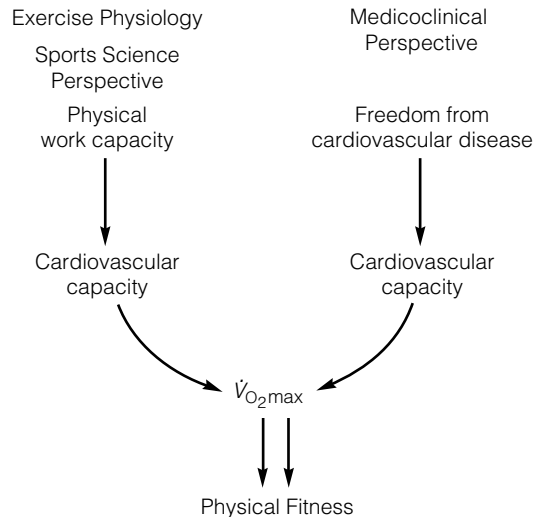 Exercise Physiology
Sports Science
Perspective
Physical
work capacity
Cardiovascular
capacity
Medicoclinical
Perspective
Freedom from
cardiovascular disease
Cardiovascular
capacity
V̇O₂max
Physical Fitness